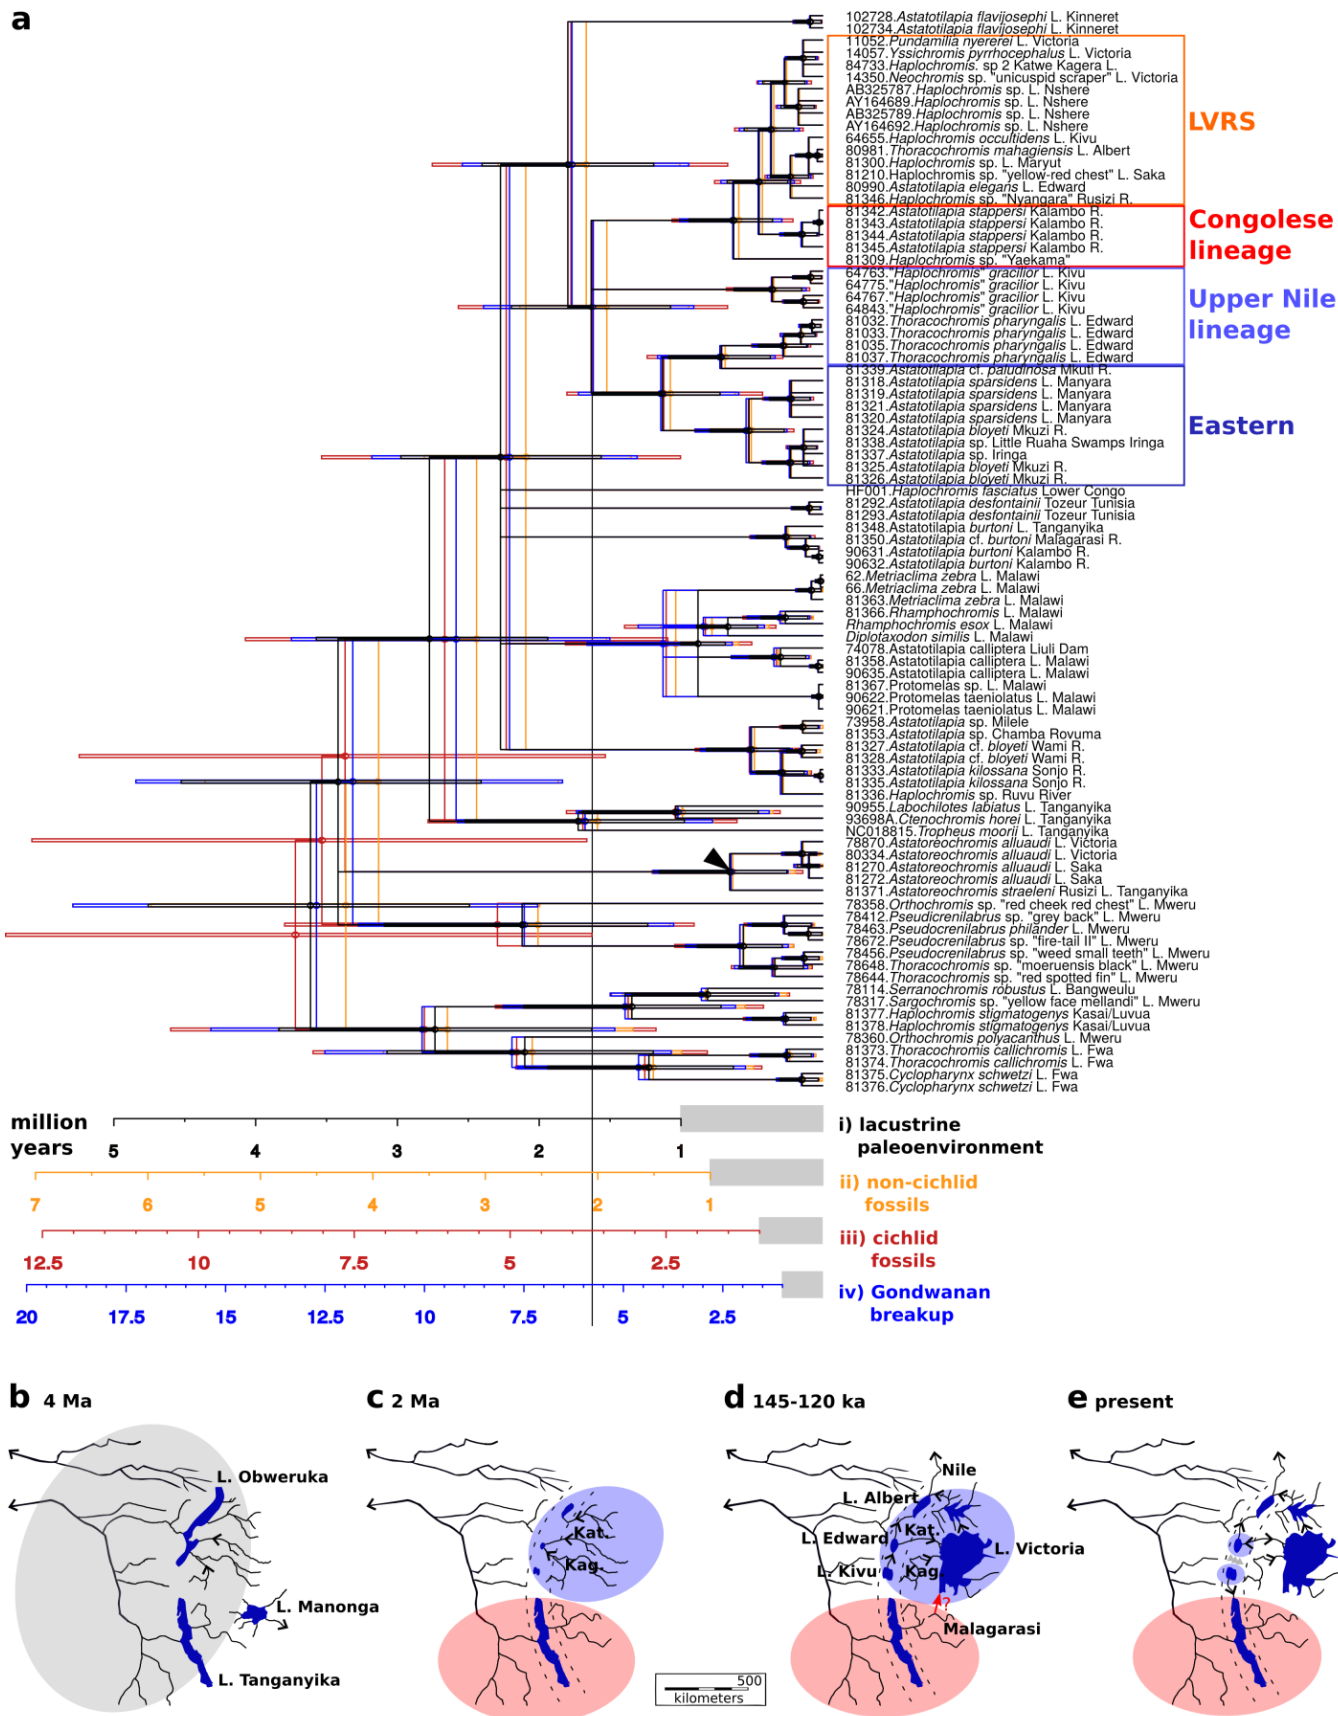 a
102728.Astatotilapia flavijosephi L. Kinneret
102734.Astatotilapia flavijosephi L. Kinneret
11052.Pundamilia nyererei L. Victoria
14057.Yssichromis pyrrhocephalus L. Victoria
84733.Haplochromis. sp 2 Katwe Kagera L.
14350.Neochromis sp. "unicuspid scraper" L. Victoria
AB325787.Haplochromis sp. L. Nshere
AY164689.Haplochromis sp. L. Nshere
AB325789.Haplochromis sp. L. Nshere
AY164692.Haplochromis sp. L. Nshere
64655.Haplochromis occultidens L. Kivu
80981.Thoracochromis mahagiensis L. Albert
81300.Haplochromis sp. L. Maryut
81210.Haplochromis sp. "yellow-red chest" L. Saka
80990.Astatotilapia elegans L. Edward
81346.Haplochromis sp. "Nyangara" Rusizi R.
LVRS
81342.Astatotilapia stappersi Kalambo R.
81343.Astatotilapia stappersi Kalambo R.
81344.Astatotilapia stappersi Kalambo R.
81345.Astatotilapia stappersi Kalambo R.
81309.Haplochromis sp. "Yaekama"
Congolese
lineage
64763."Haplochromis" gracilior L. Kivu
64775."Haplochromis" gracilior L. Kivu
64767."Haplochromis" gracilior L. Kivu
64843."Haplochromis" gracilior L. Kivu
81032.Thoracochromis pharyngalis L. Edward
81033.Thoracochromis pharyngalis L. Edward
81035.Thoracochromis pharyngalis L. Edward
81037.Thoracochromis pharyngalis L. Edward
Upper Nile
lineage
81339.Astatotilapia cf. paludinosa Mkuti R.
81318.Astatotilapia sparsidens L. Manyara
81319.Astatotilapia sparsidens L. Manyara
81321.Astatotilapia sparsidens L. Manyara
81320.Astatotilapia sparsidens L. Manyara
81324.Astatotilapia bloyeti Mkuzi R.
81338.Astatotilapia sp. Little Ruaha Swamps Iringa
81337.Astatotilapia sp. Iringa
81325.Astatotilapia bloyeti Mkuzi R.
81326.Astatotilapia bloyeti Mkuzi R.
Eastern
HF001.Haplochromis fasciatus Lower Congo
81292.Astatotilapia desfontainii Tozeur Tunisia
81293.Astatotilapia desfontainii Tozeur Tunisia
81348.Astatotilapia burtoni L. Tanganyika
81350.Astatotilapia cf. burtoni Malagarasi R.
90631.Astatotilapia burtoni Kalambo R.
90632.Astatotilapia burtoni Kalambo R.
62.Metriaclima zebra L. Malawi
66.Metriaclima zebra L. Malawi
81363.Metriaclima zebra L. Malawi
81366.Rhamphochromis L. Malawi
Rhamphochromis esox L. Malawi
Diplotaxodon similis L. Malawi
74078.Astatotilapia calliptera Liuli Dam
81358.Astatotilapia calliptera L. Malawi
90635.Astatotilapia calliptera L. Malawi
81367.Protomelas sp. L. Malawi
90622.Protomelas taeniolatus L. Malawi
90621.Protomelas taeniolatus L. Malawi
73958.Astatotilapia sp. Milele
81353.Astatotilapia sp. Chamba Rovuma
81327.Astatotilapia cf. bloyeti Wami R.
81328.Astatotilapia cf. bloyeti Wami R.
81333.Astatotilapia kilossana Sonjo R.
81335.Astatotilapia kilossana Sonjo R.
81336.Haplochromis sp. Ruvu River
90955.Labochilotes labiatus L. Tanganyika
93698A.Ctenochromis horei L. Tanganyika
NC018815.Tropheus moorii L. Tanganyika
78870.Astatoreochromis alluaudi L. Victoria
80334.Astatoreochromis alluaudi L. Victoria
81270.Astatoreochromis alluaudi L. Saka
81272.Astatoreochromis alluaudi L. Saka
81371.Astatoreochromis straeleni Rusizi L. Tanganyika
78358.Orthochromis sp. "red cheek red chest" L. Mweru
78412.Pseudicrenilabrus sp. "grey back" L. Mweru
78463.Pseudocrenilabrus philander L. Mweru
78672.Pseudocrenilabrus sp. "fire-tail II" L. Mweru
78456.Pseudocrenilabrus sp. "weed small teeth" L. Mweru
78648.Thoracochromis sp. "moeruensis black" L. Mweru
78644.Thoracochromis sp. "red spotted fin" L. Mweru
78114.Serranochromis robustus L. Bangweulu
78317.Sargochromis sp. "yellow face mellandi" L. Mweru
81377.Haplochromis stigmatogenys Kasai/Luvua
81378.Haplochromis stigmatogenys Kasai/Luvua
78360.Orthochromis polyacanthus L. Mweru
81373.Thoracochromis callichromis L. Fwa
81374.Thoracochromis callichromis L. Fwa
81375.Cyclopharynx schwetzi L. Fwa
81376.Cyclopharynx schwetzi L. Fwa
million
years
5 4 3 2 1
i) lacustrine
paleoenvironment
7 6 5 4 3 2 1
ii) non-cichlid
fossils
12.5 10 7.5 5 2.5
iii) cichlid
fossils
20 17.5 15 12.5 10 7.5 5 2.5
iv) Gondwanan
breakup
b 4 Ma
L. Obweruka
L. Manonga
L. Tanganyika
c 2 Ma
Kat.
Kag.
500
kilometers
d 145-120 ka
Nile
L. Albert
L. Edward
Kat.
L. Victoria
L. Kivu
Kag.
?
Malagarasi
e present